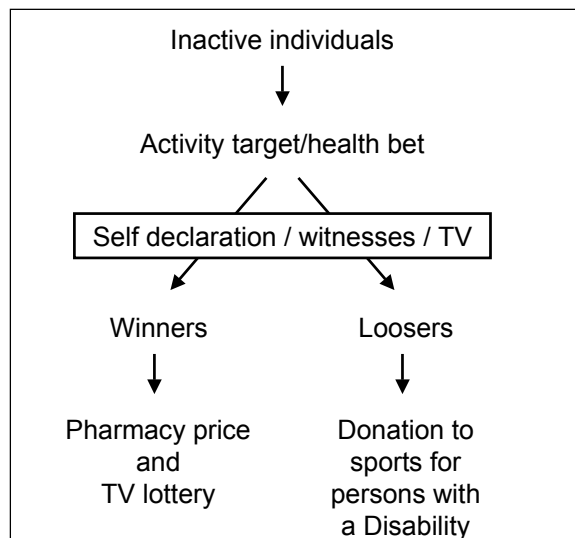 Inactive individuals
Activity target/health bet
Self declaration / witnesses / TV
Winners
Loosers
Pharmacy price
and
TV lottery
Donation to
sports for
persons with
a Disability